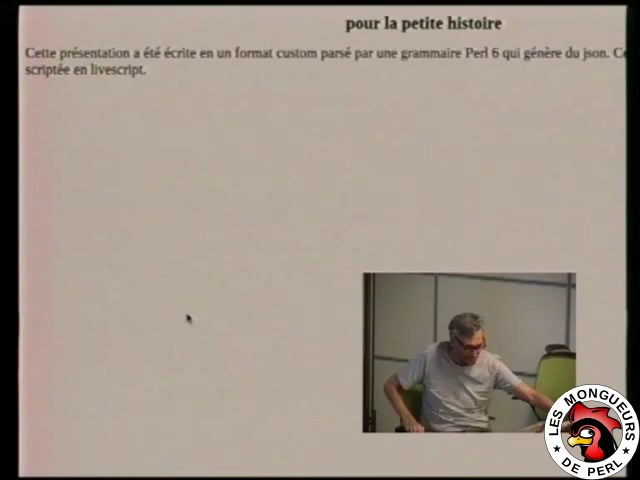 pour la petite histoire
Cette présentation a été écrite en un format custom parsé par une grammaire Perl 6 qui génère du json.
scriptée en livescript.
LES MONGUEURS
DE PERL